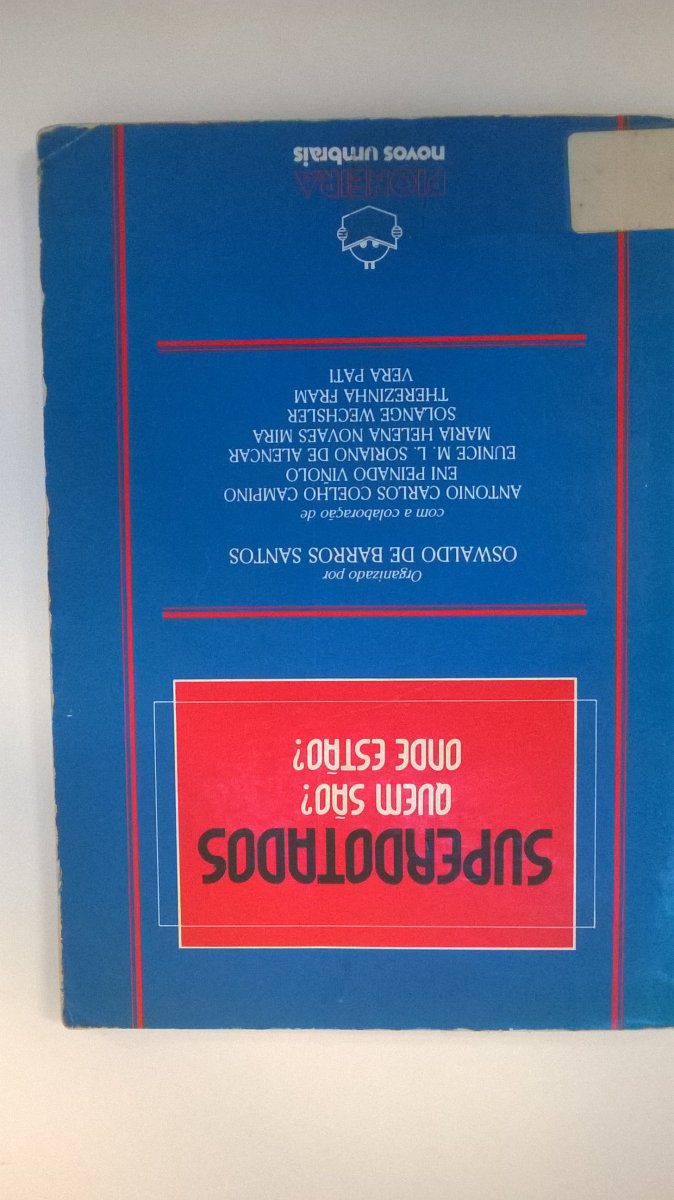 SUPERDOTADOS
QUEM SÃO?
ONDE ESTÃO?
Organizado por
OSWALDO DE BARROS SANTOS
com a colaboração de
ANTONIO CARLOS COELHO CAMPINO
ENI PEINADO VIÑOLO
EUNICE M. L. SORIANO DE ALENCAR
MARIA HELENA NOVAES MIRA
SOLANGE WECHSLER
THEREZINHA FRAM
VERA PATI
PIONEIRA
novos umbrais